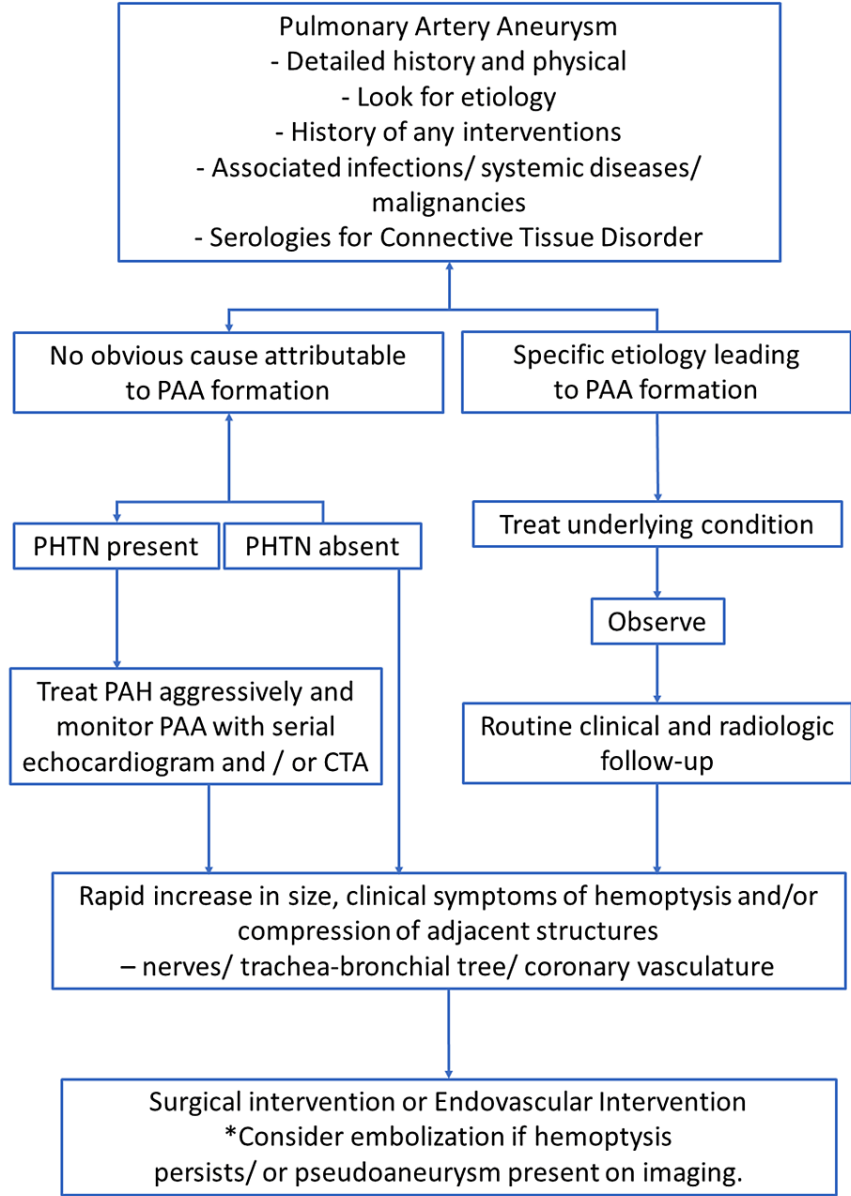 Pulmonary Artery Aneurysm
- Detailed history and physical
- Look for etiology
- History of any interventions
- Associated infections/ systemic diseases/
malignancies
- Serologies for Connective Tissue Disorder
No obvious cause attributable
to PAA formation
Specific etiology leading
to PAA formation
PHTN present
PHTN absent
Treat underlying condition
Observe
Treat PAH aggressively and
monitor PAA with serial
echocardiogram and / or CTA
Routine clinical and radiologic
follow-up
Rapid increase in size, clinical symptoms of hemoptysis and/or
compression of adjacent structures
– nerves/ trachea-bronchial tree/ coronary vasculature
Surgical intervention or Endovascular Intervention
*Consider embolization if hemoptysis
persists/ or pseudoaneurysm present on imaging.